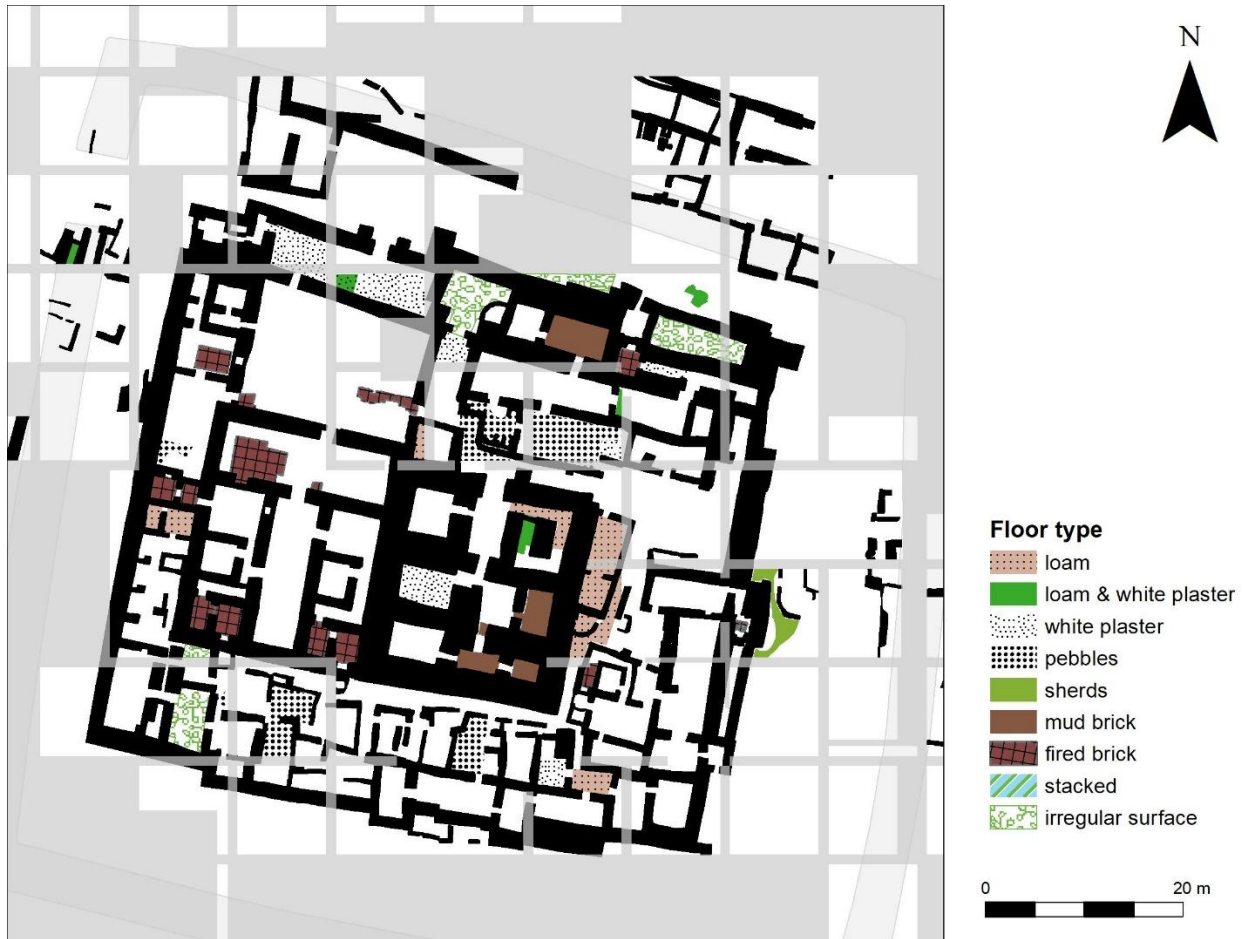 N
Floor type
loam
loam & white plaster
white plaster
pebbles
sherds
mud brick
fired brick
stacked
irregular surface
0 20 m